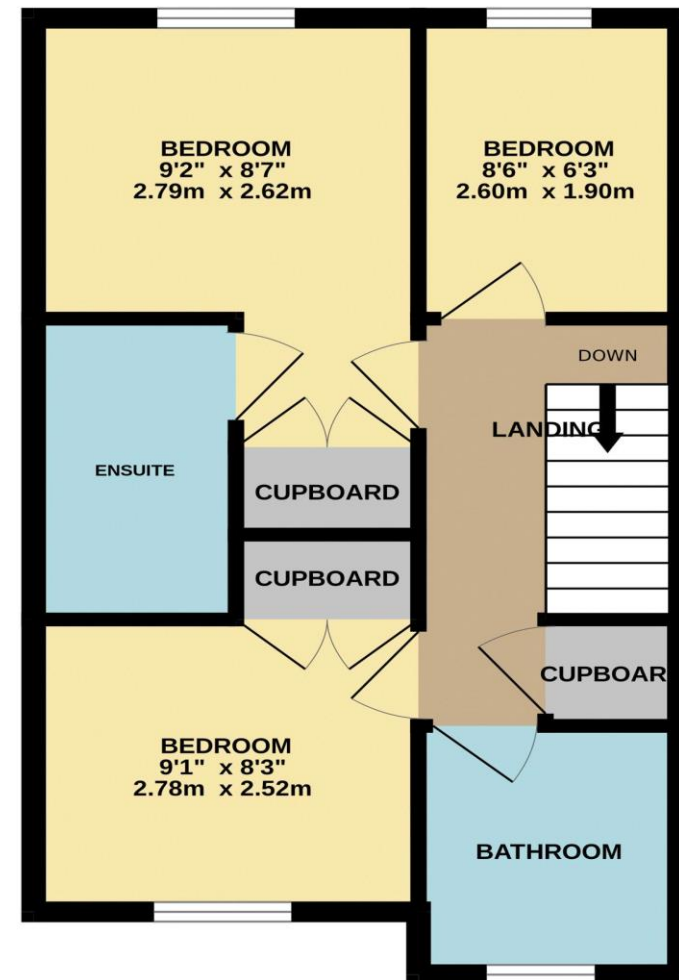 BEDROOM
9'2" x 8'7"
2.79m x 2.62m
BEDROOM
8'6" x 6'3"
2.60m x 1.90m
DOWN
LANDING
ENSUITE
CUPBOARD
CUPBOARD
CUPBOAR
BEDROOM
9'1" x 8'3"
2.78m x 2.52m
BATHROOM